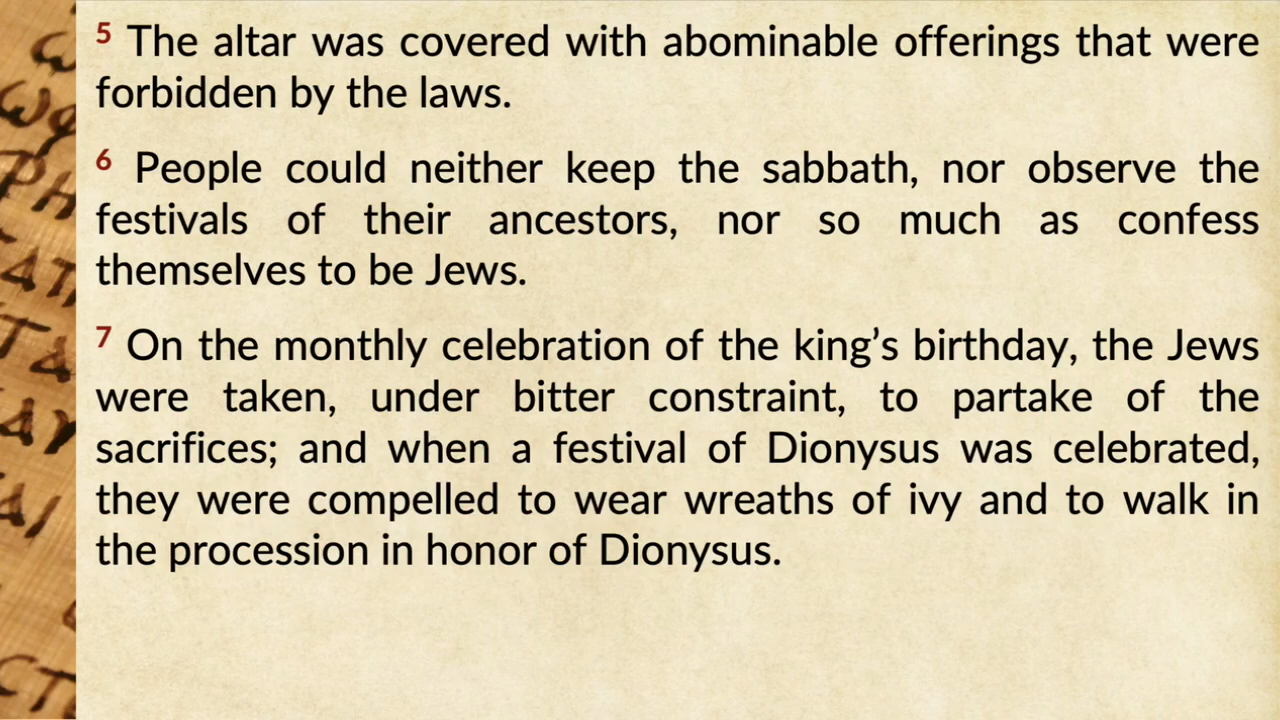 5 The altar was covered with abominable offerings that were
forbidden by the laws.
6 People could neither keep the sabbath, nor observe the
festivals of their ancestors, nor so much as confess
themselves to be Jews.
7 On the monthly celebration of the king’s birthday, the Jews
were taken, under bitter constraint, to partake of the
sacrifices; and when a festival of Dionysus was celebrated,
they were compelled to wear wreaths of ivy and to walk in
the procession in honor of Dionysus.